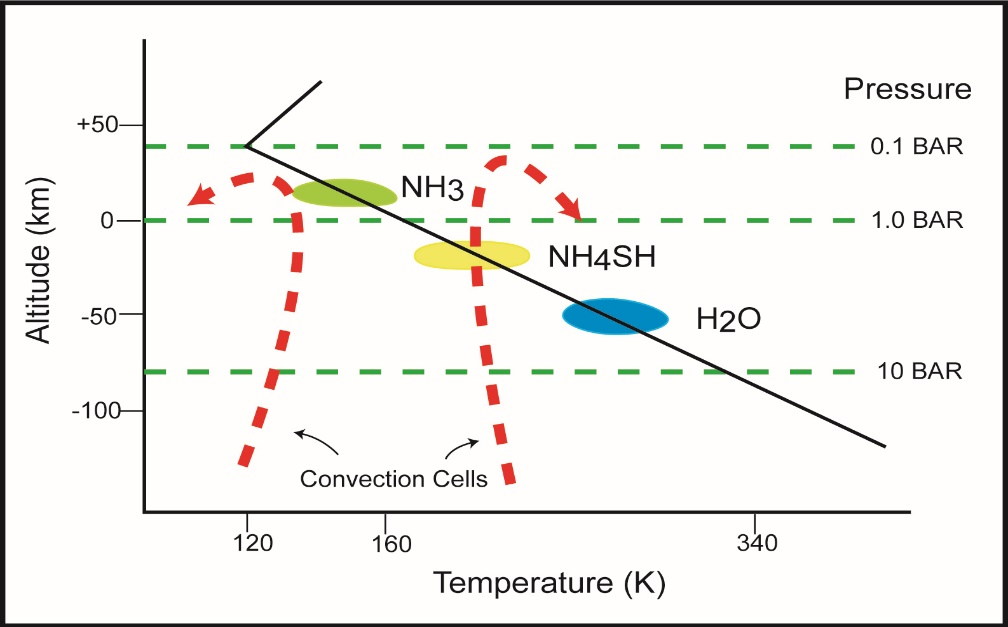 Pressure
+50
0.1 BAR
NH3
0
1.0 BAR
NH4SH
-50
H2O
10 BAR
-100
Altitude (km)
Convection Cells
120
160
340
Temperature (K)